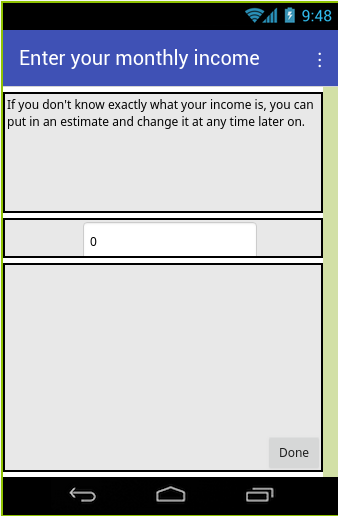 9:48
Enter your monthly income
If you don't know exactly what your income is, you can
put in an estimate and change it at any time later on.
0
Done